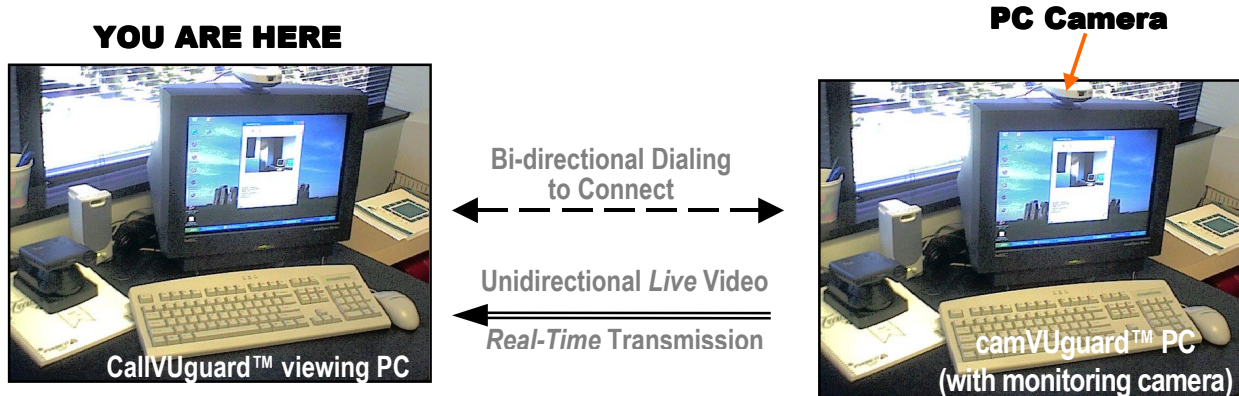 YOU ARE HERE
PC Camera
Bi-directional Dialing
to Connect
Unidirectional Live Video
Real-Time Transmission
CallVUguard™ viewing PC
camVUguard™ PC
(with monitoring camera)